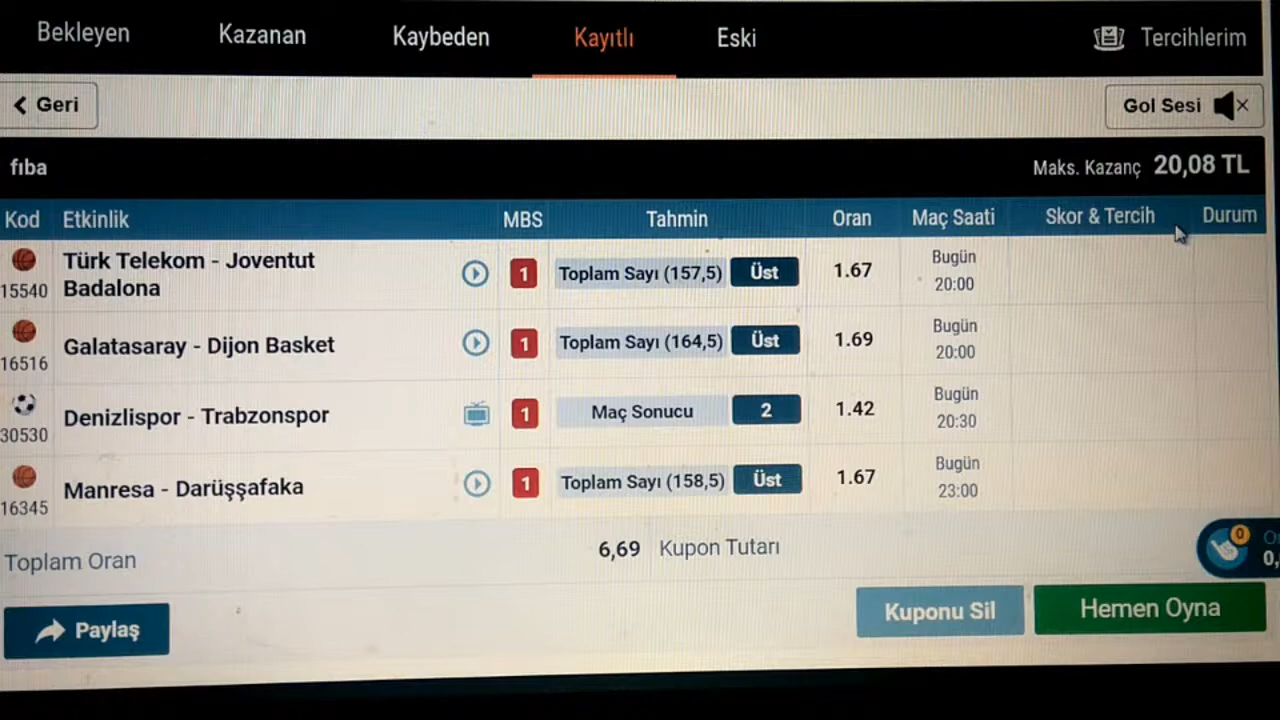 Bekleyen Kazanan Kaybeden Kayıtlı Eski Tercihlerim
Geri Gol Sesi
fıba Maks. Kazanç 20,08 TL
Kod Etkinlik MBS Tahmin Oran Maç Saati Skor & Tercih Durum
15540 Türk Telekom - Joventut
Badalona 1 Toplam Sayı (157,5) Üst 1.67 Bugün
20:00
16516 Galatasaray - Dijon Basket 1 Toplam Sayı (164,5) Üst 1.69 Bugün
20:00
30530 Denizlispor - Trabzonspor 1 Maç Sonucu 2 1.42 Bugün
20:30
16345 Manresa - Darüşşafaka 1 Toplam Sayı (158,5) Üst 1.67 Bugün
23:00
Toplam Oran 6,69 Kupon Tutarı 0
Paylaş Kuponu Sil Hemen Oyna